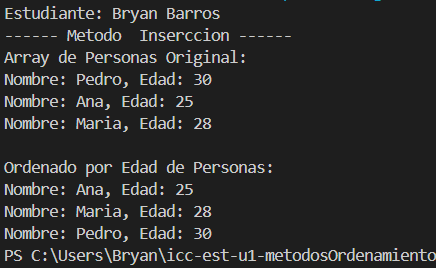 Estudiante: Bryan Barros
------ Metodo  Inserccion ------
Array de Personas Original:
Nombre: Pedro, Edad: 30
Nombre: Ana, Edad: 25
Nombre: Maria, Edad: 28

Ordenado por Edad de Personas:
Nombre: Ana, Edad: 25
Nombre: Maria, Edad: 28
Nombre: Pedro, Edad: 30
PS C:\Users\Bryan\icc-est-u1-metodosOrdenamiento